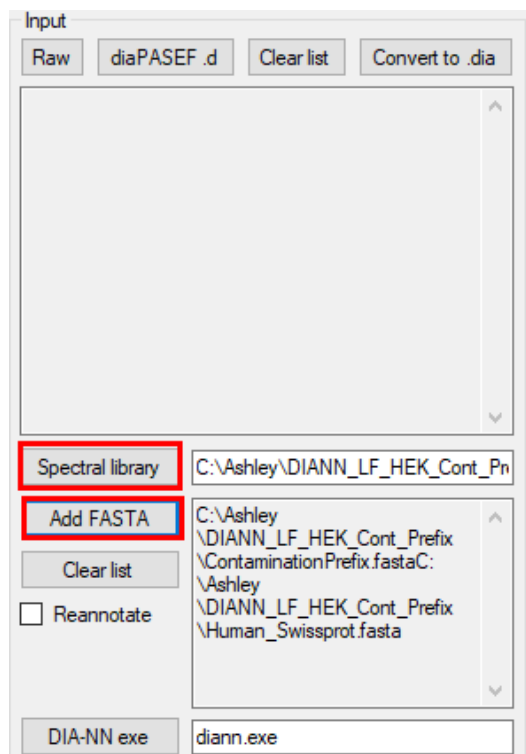 Input
Raw diaPASEF .d Clear list Convert to .dia
Spectral library C:\Ashley\DIANN_LF_HEK_Cont_Pr
Add FASTA C:\Ashley
\DIANN_LF_HEK_Cont_Prefix
\ContaminationPrefix.fastaC:
Clear list \Ashley
Reannotate \DIANN_LF_HEK_Cont_Prefix
\Human_Swissprot.fasta
DIA-NN exe diann.exe